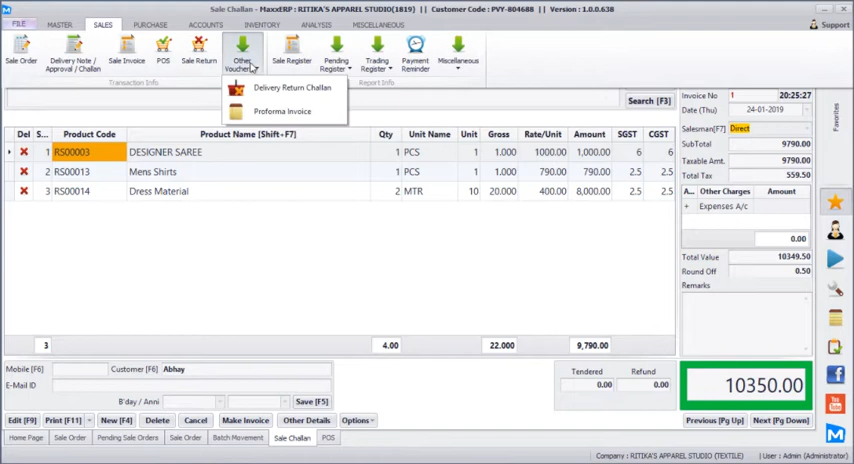 Sale Challan - MaxxERP : RITIKA'S APPAREL STUDIO(1819) || Customer Code : PVY-804688 || Version : 1.0.0.638
FILE MASTER SALES PURCHASE ACCOUNTS INVENTORY ANALYSIS MISCELLANEOUS Support
Sale Order
Delivery Note / Approval / Challan
Sale Invoice
POS
Sale Return
Other Voucher
Sale Register
Pending Register
Trading Register
Payment Reminder
Miscellaneous
Transaction Info
Report Info
Delivery Return Challan
Proforma Invoice
Search [F3]
Favorites
Invoice No 1 20:25:27
Date (Thu) 24-01-2019
Salesman[F7] Direct
SubTotal 9790.00
Taxable Amt. 9790.00
Total Tax 559.50
A... Other Charges Amount
+ Expenses A/c
0.00
Total Value 10349.50
Round Off 0.50
Remarks
Del S... Product Code Product Name [Shift+F7] Qty Unit Name Unit Gross Rate/Unit Amount SGST CGST
1 RS00003 DESIGNER SAREE 1 PCS 1 1.000 1000.00 1,000.00 6 6
2 RS00013 Mens Shirts 1 PCS 1 1.000 790.00 790.00 2.5 2.5
3 RS00014 Dress Material 2 MTR 10 20.000 400.00 8,000.00 2.5 2.5
3 4.00 22.000 9,790.00
Mobile [F6] Customer [F6] Abhay
E-Mail ID
B'day / Anni Save [F5]
Tendered Refund
0.00 0.00
10350.00
Edit [F9] Print [F11] New [F4] Delete Cancel Make Invoice Other Details Options Previous [Pg Up] Next [Pg Down]
Home Page Sale Order Pending Sale Orders Sale Order Batch Movement Sale Challan POS
Company : RITIKA'S APPAREL STUDIO (TEXTILE) User : Admin (Administrator)